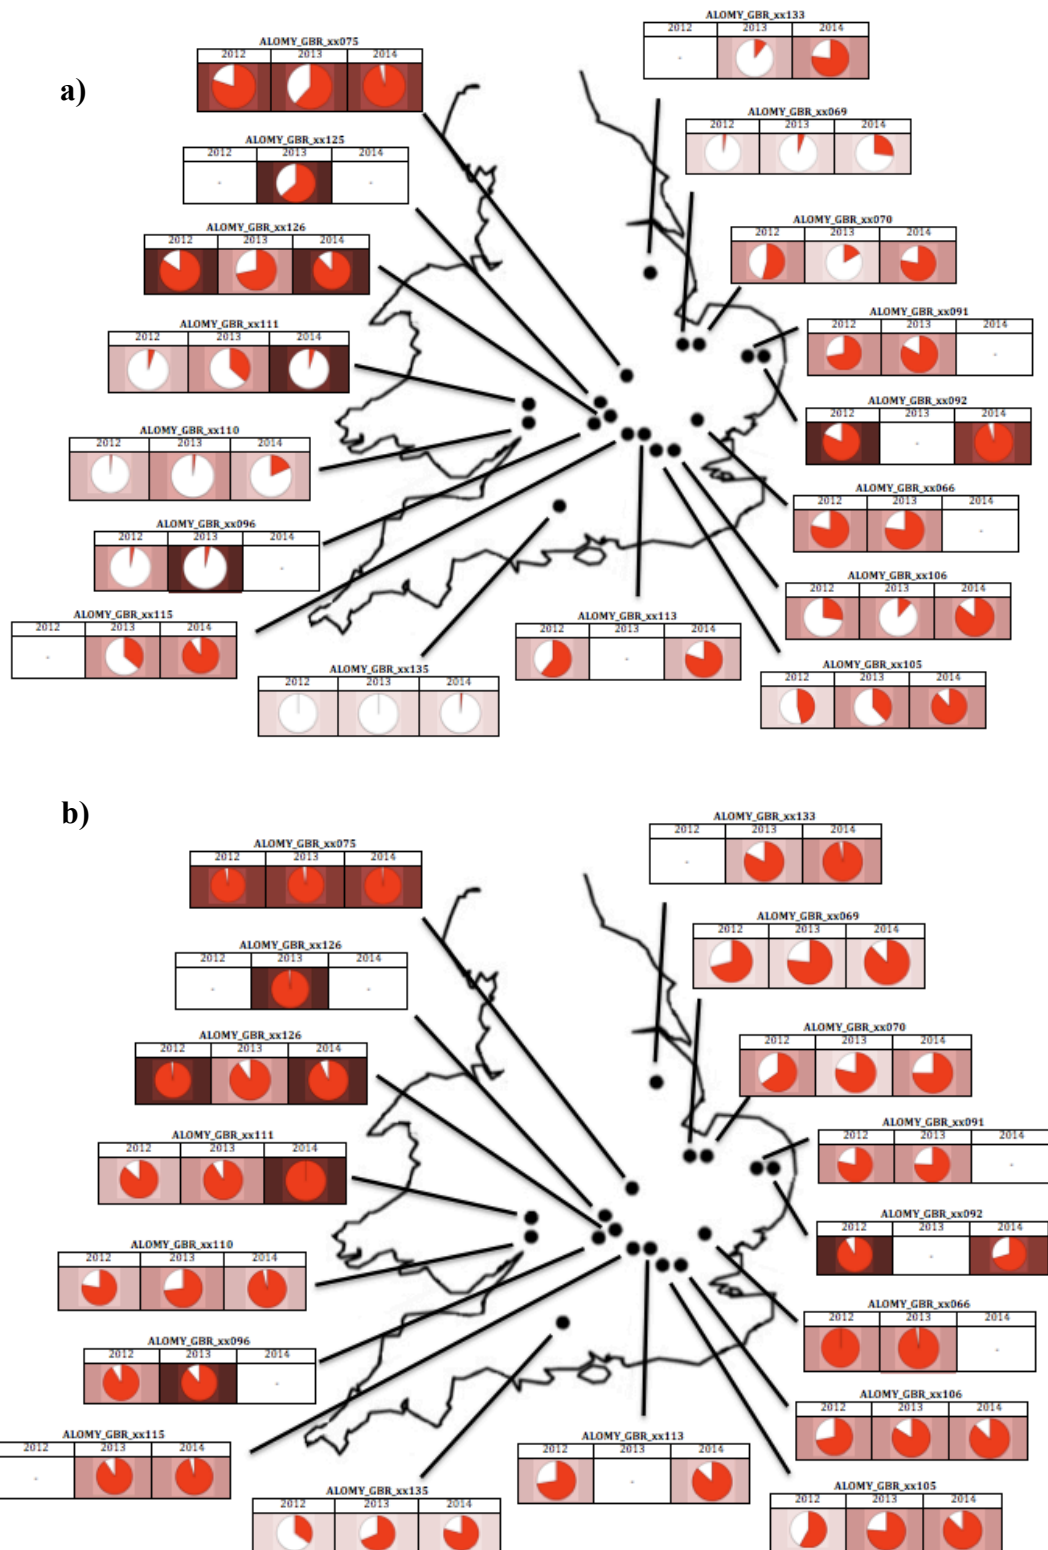 a)
ALOMY_GBR_xx133
2012 2013 2014
-
ALOMY_GBR_xx075
2012 2013 2014
ALOMY_GBR_xx069
2012 2013 2014
ALOMY_GBR_xx125
2012 2013 2014
- -
ALOMY_GBR_xx070
2012 2013 2014
ALOMY_GBR_xx126
2012 2013 2014
ALOMY_GBR_xx091
2012 2013 2014
-
ALOMY_GBR_xx111
2012 2013 2014
ALOMY_GBR_xx092
2012 2013 2014
-
ALOMY_GBR_xx110
2012 2013 2014
ALOMY_GBR_xx066
2012 2013 2014
-
ALOMY_GBR_xx096
2012 2013 2014
-
ALOMY_GBR_xx106
2012 2013 2014
ALOMY_GBR_xx115
2012 2013 2014
-
ALOMY_GBR_xx113
2012 2013 2014
-
ALOMY_GBR_xx135
2012 2013 2014
ALOMY_GBR_xx105
2012 2013 2014
b)
ALOMY_GBR_xx133
2012 2013 2014
-
ALOMY_GBR_xx075
2012 2013 2014
ALOMY_GBR_xx069
2012 2013 2014
ALOMY_GBR_xx126
2012 2013 2014
- -
ALOMY_GBR_xx070
2012 2013 2014
ALOMY_GBR_xx126
2012 2013 2014
ALOMY_GBR_xx091
2012 2013 2014
-
ALOMY_GBR_xx111
2012 2013 2014
ALOMY_GBR_xx092
2012 2013 2014
-
ALOMY_GBR_xx110
2012 2013 2014
ALOMY_GBR_xx066
2012 2013 2014
-
ALOMY_GBR_xx096
2012 2013 2014
-
ALOMY_GBR_xx106
2012 2013 2014
ALOMY_GBR_xx115
2012 2013 2014
-
ALOMY_GBR_xx113
2012 2013 2014
-
ALOMY_GBR_xx135
2012 2013 2014
ALOMY_GBR_xx105
2012 2013 2014